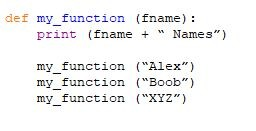 def my_function (fname):
    print (fname + “ Names”)

    my_function (“Alex”)
    my_function (“Boob”)
    my_function (“XYZ”)